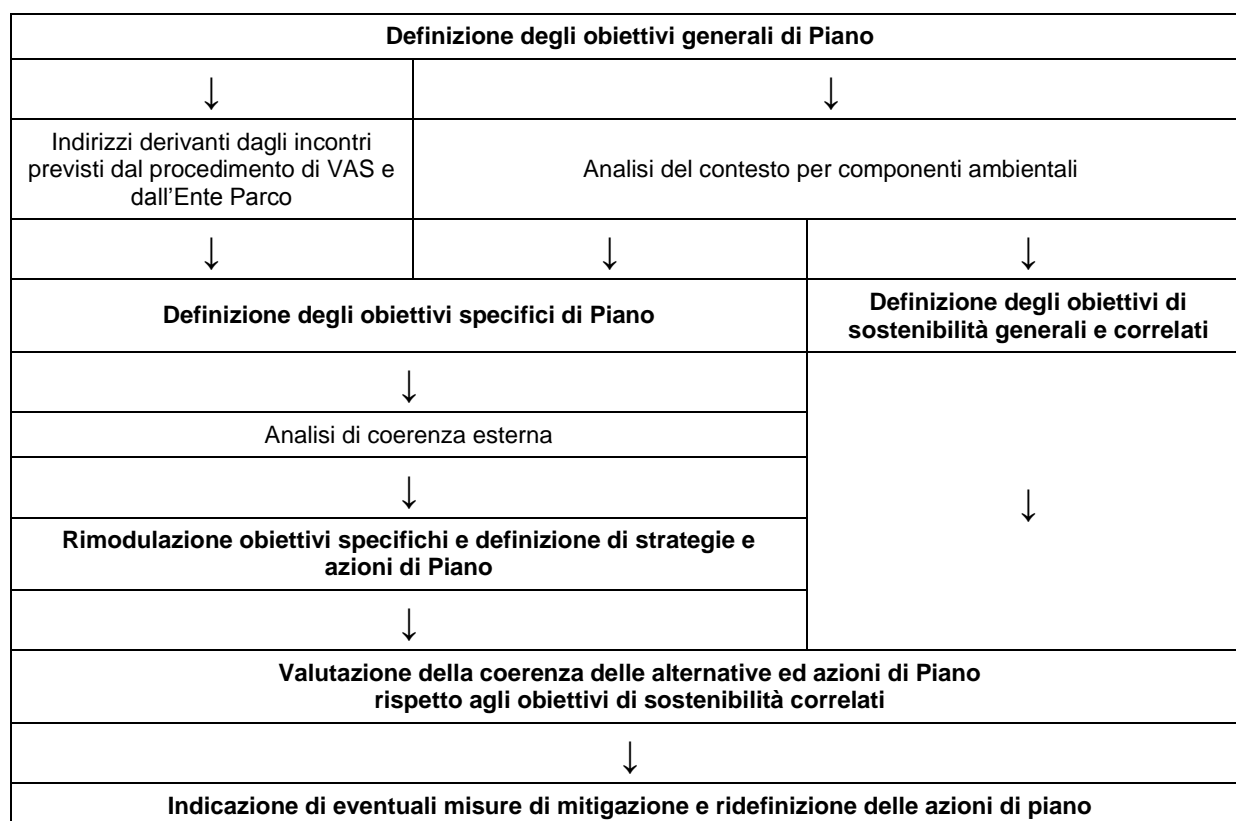 Definizione degli obiettivi generali di Piano
↓ ↓
Indirizzi derivanti dagli incontri
previsti dal procedimento di VAS e
dall'Ente Parco
Analisi del contesto per componenti ambientali
↓ ↓ ↓
Definizione degli obiettivi specifici di Piano
Definizione degli obiettivi di
sostenibilità generali e correlati
↓
Analisi di coerenza esterna
↓
↓
Rimodulazione obiettivi specifichi e definizione di strategie e
azioni di Piano
↓
Valutazione della coerenza delle alternative ed azioni di Piano
rispetto agli obiettivi di sostenibilità correlati
↓
Indicazione di eventuali misure di mitigazione e ridefinizione delle azioni di piano